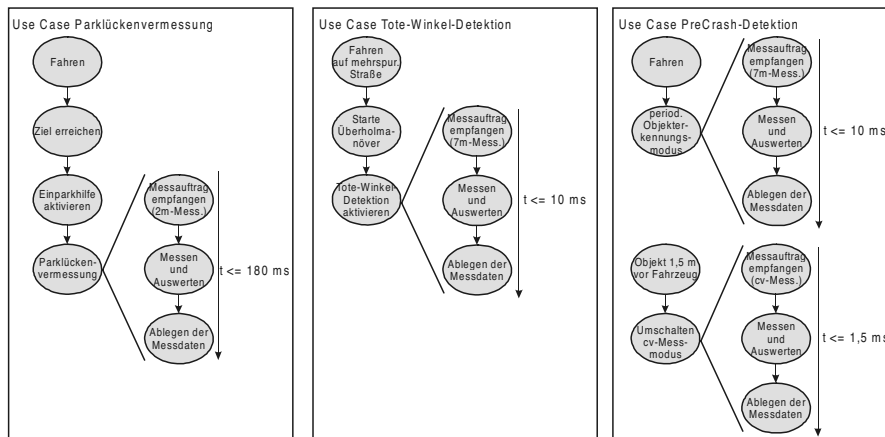 Use Case Parklückenvermessung
Fahren
Ziel erreichen
Einparkhilfe
aktivieren
Parklücken-
vermessung
Messauftrag
empfangen
(2m-Mess.)
Messen
und
Auswerten
Ablegen der
Messdaten
t <= 180 ms
Use Case Tote-Winkel-Detektion
Fahren
auf mehrspur.
Straße
Starte
Überholma-
növer
Tote-Winkel-
Detektion
aktivieren
Messauftrag
empfangen
(7m-Mess.)
Messen
und
Auswerten
Ablegen der
Messdaten
t <= 10 ms
Use Case PreCrash-Detektion
Fahren
period.
Objekter-
kennungs-
modus
Messauftrag
empfangen
(7m-Mess.)
Messen
und
Auswerten
Ablegen der
Messdaten
t <= 10 ms
Objekt 1,5 m
vor Fahrzeug
Umschalten
cv-Mess-
modus
Messauftrag
empfangen
(cv-Mess.)
Messen
und
Auswerten
Ablegen der
Messdaten
t <= 1,5 ms